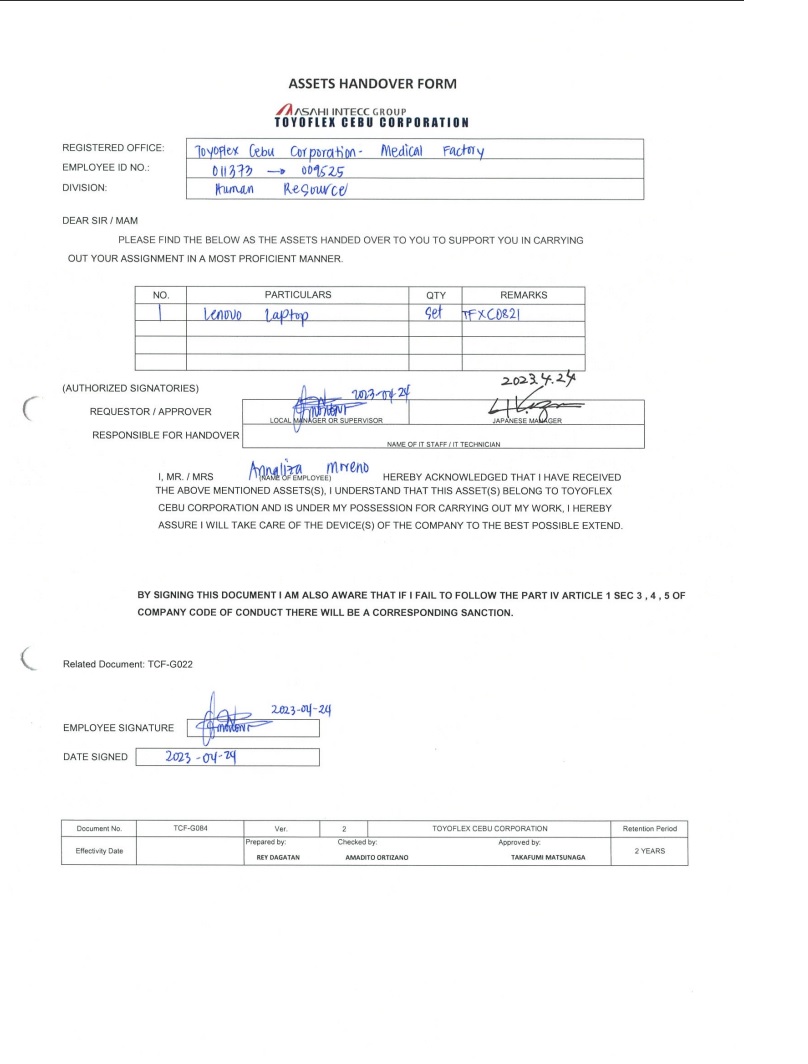 ASSETS HANDOVER FORM
ASAHI INTECC GROUP
TOYOFLEX CEBU CORPORATION
REGISTERED OFFICE: Toyoflex Cebu Corporation - Medical Factory
EMPLOYEE ID NO.: 011373 → 009525
DIVISION: Human Resource
DEAR SIR / MAM
PLEASE FIND THE BELOW AS THE ASSETS HANDED OVER TO YOU TO SUPPORT YOU IN CARRYING
OUT YOUR ASSIGNMENT IN A MOST PROFICIENT MANNER.
NO. PARTICULARS QTY REMARKS
1 Lenovo Laptop Set TFXC0821
2023.4.24
(AUTHORIZED SIGNATORIES) 2023-04-24
REQUESTOR / APPROVER
LOCAL MANAGER OR SUPERVISOR JAPANESE MANAGER
RESPONSIBLE FOR HANDOVER
NAME OF IT STAFF / IT TECHNICIAN
I, MR. / MRS Annaliza Moreno (NAME OF EMPLOYEE) HEREBY ACKNOWLEDGED THAT I HAVE RECEIVED
THE ABOVE MENTIONED ASSETS(S), I UNDERSTAND THAT THIS ASSET(S) BELONG TO TOYOFLEX
CEBU CORPORATION AND IS UNDER MY POSSESSION FOR CARRYING OUT MY WORK, I HEREBY
ASSURE I WILL TAKE CARE OF THE DEVICE(S) OF THE COMPANY TO THE BEST POSSIBLE EXTEND.
BY SIGNING THIS DOCUMENT I AM ALSO AWARE THAT IF I FAIL TO FOLLOW THE PART IV ARTICLE 1 SEC 3 , 4 , 5 OF
COMPANY CODE OF CONDUCT THERE WILL BE A CORRESPONDING SANCTION.
Related Document: TCF-G022
2023-04-24
EMPLOYEE SIGNATURE
DATE SIGNED 2023-04-24
Document No. TCF-G084 Ver. 2 TOYOFLEX CEBU CORPORATION Retention Period
Effectivity Date Prepared by: Checked by: Approved by: 2 YEARS
REY DAGATAN AMADITO ORTIZANO TAKAFUMI MATSUNAGA